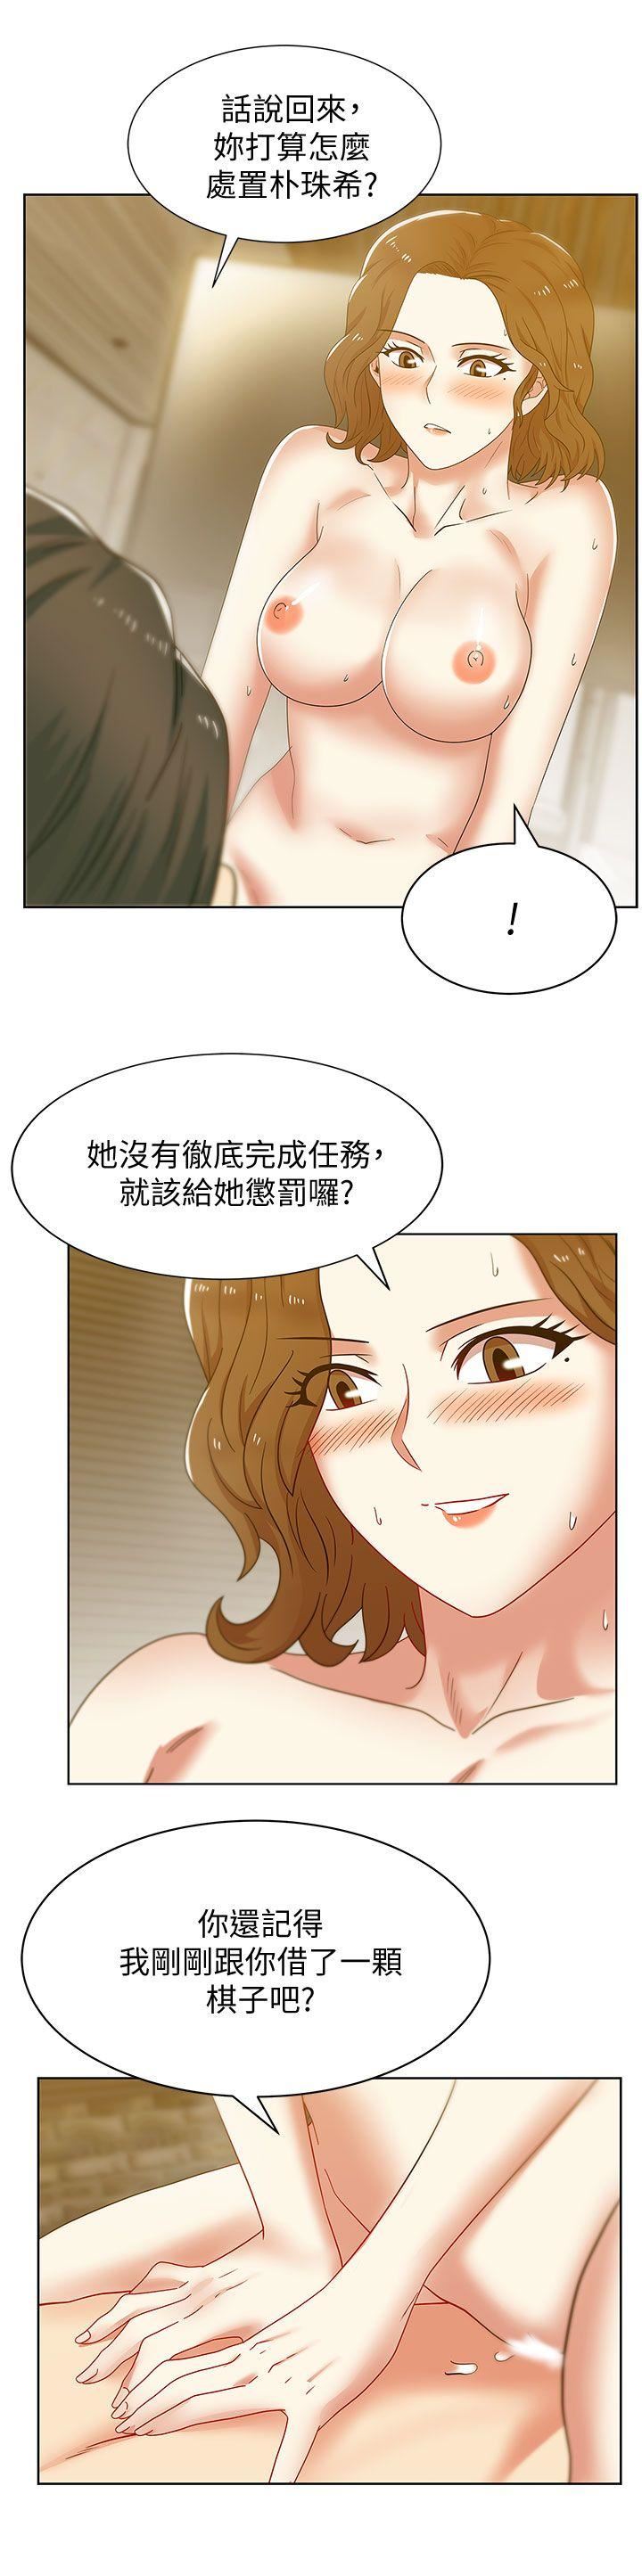 話說回來，
妳打算怎麼
處置朴珠希?
!
她沒有徹底完成任務，
就該給她懲罰囉?
你還記得
我剛剛跟你借了一顆
棋子吧?